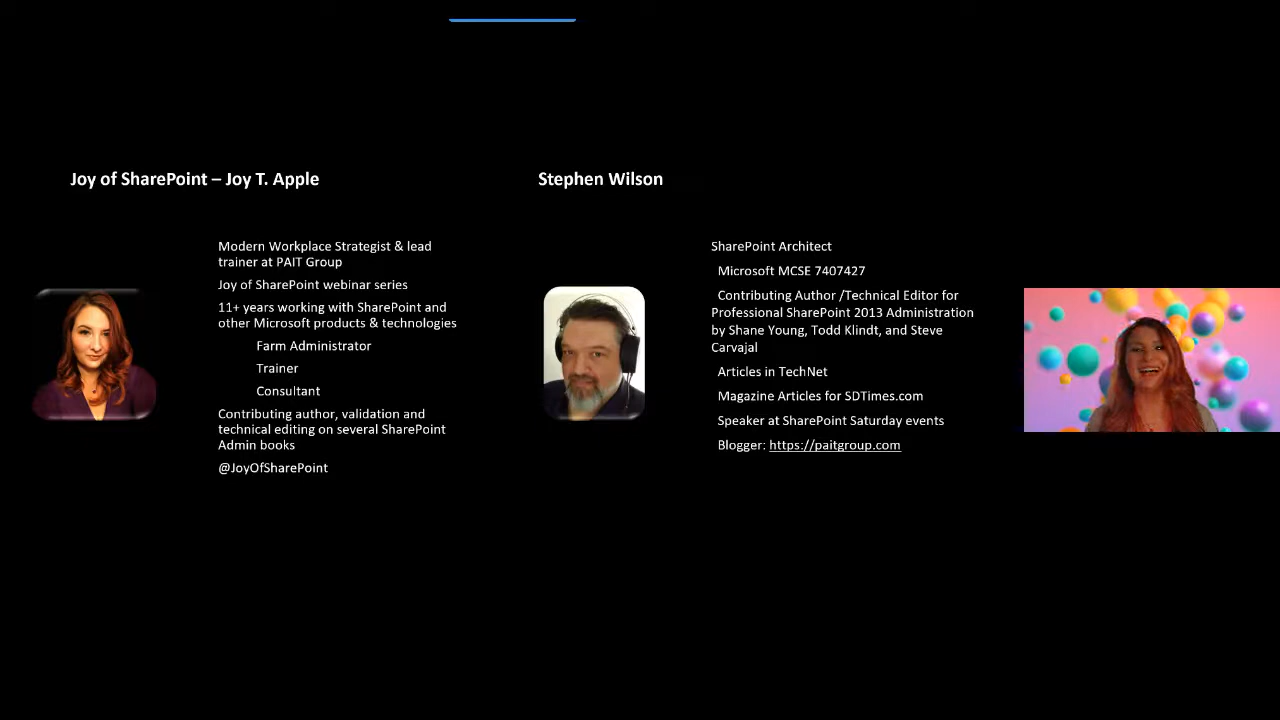 Joy of SharePoint – Joy T. Apple
Modern Workplace Strategist & lead
trainer at PAIT Group
Joy of SharePoint webinar series
11+ years working with SharePoint and
other Microsoft products & technologies
Farm Administrator
Trainer
Consultant
Contributing author, validation and
technical editing on several SharePoint
Admin books
@JoyOfSharePoint
Stephen Wilson
SharePoint Architect
Microsoft MCSE 7407427
Contributing Author /Technical Editor for
Professional SharePoint 2013 Administration
by Shane Young, Todd Klindt, and Steve
Carvajal
Articles in TechNet
Magazine Articles for SDTimes.com
Speaker at SharePoint Saturday events
Blogger: https://paitgroup.com